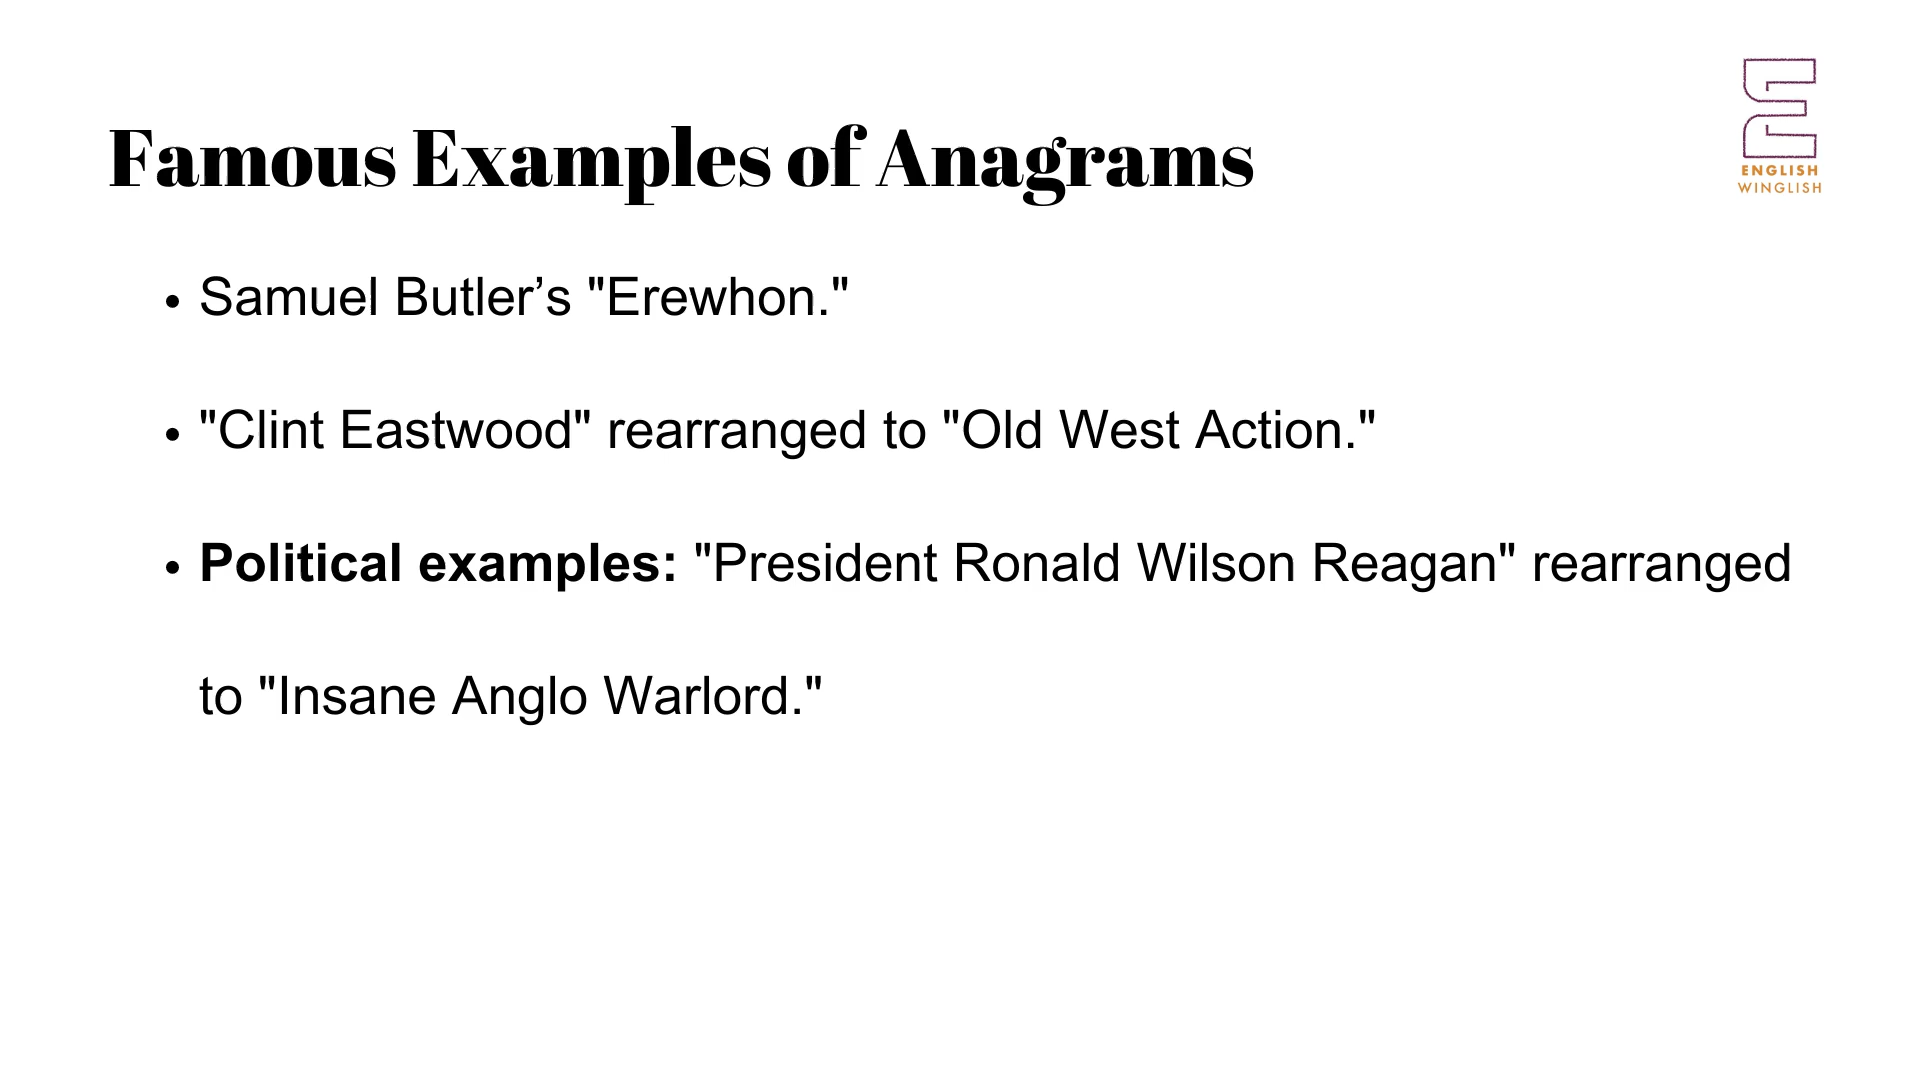 ENGLISH
WINGLISH
Famous Examples of Anagrams
• Samuel Butler’s "Erewhon."
• "Clint Eastwood" rearranged to "Old West Action."
• Political examples: "President Ronald Wilson Reagan" rearranged
to "Insane Anglo Warlord."